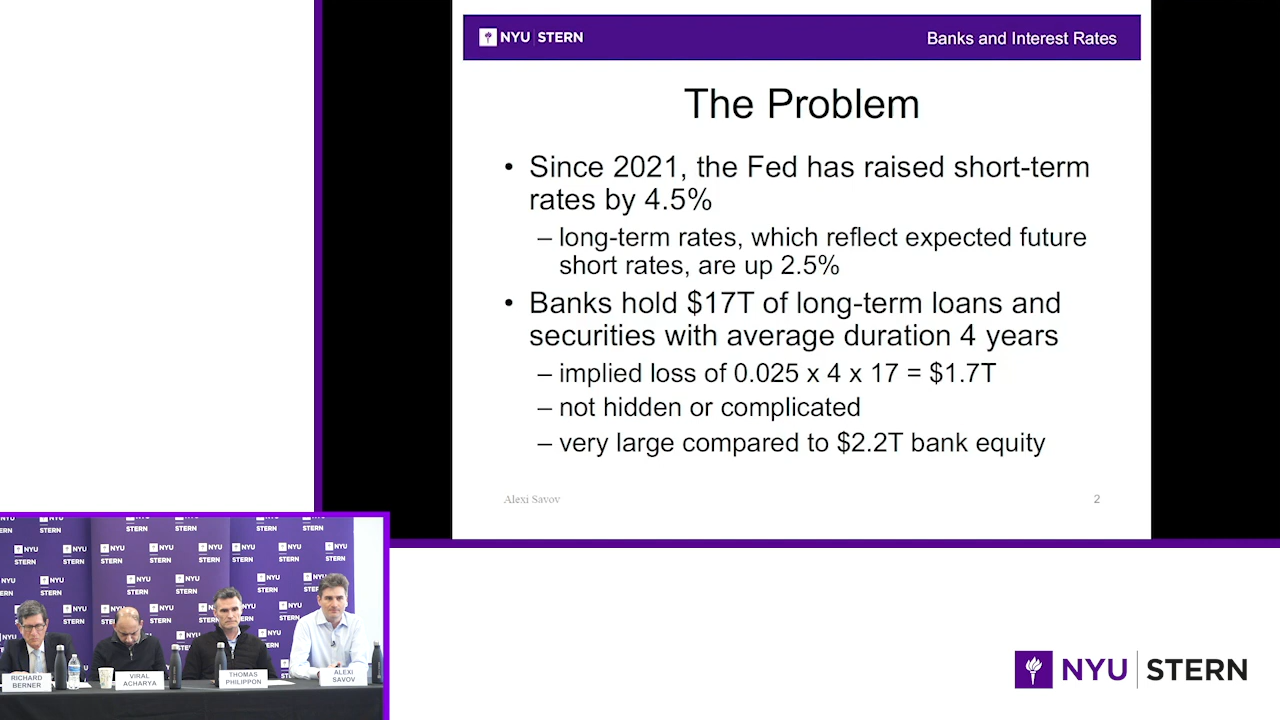 NYU STERN
Banks and Interest Rates
The Problem
• Since 2021, the Fed has raised short-term
rates by 4.5%
– long-term rates, which reflect expected future
short rates, are up 2.5%
• Banks hold $17T of long-term loans and
securities with average duration 4 years
– implied loss of 0.025 x 4 x 17 = $1.7T
– not hidden or complicated
– very large compared to $2.2T bank equity
Alexi Savov
2
RICHARD
BERNER
VIRAL
ACHARYA
THOMAS
PHILIPPON
ALEXI
SAVOV
NYU STERN